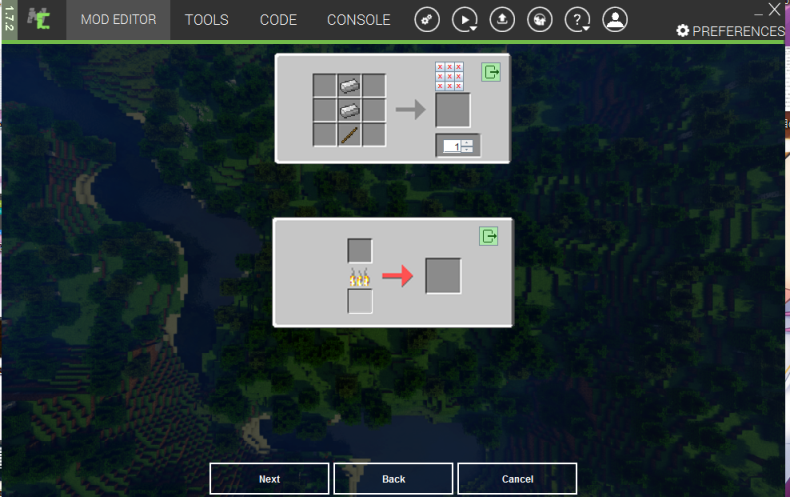 1.7.2
MOD EDITOR
TOOLS
CODE
CONSOLE
?
PREFERENCES
x x x
x x x
x x x
1
Next
Back
Cancel